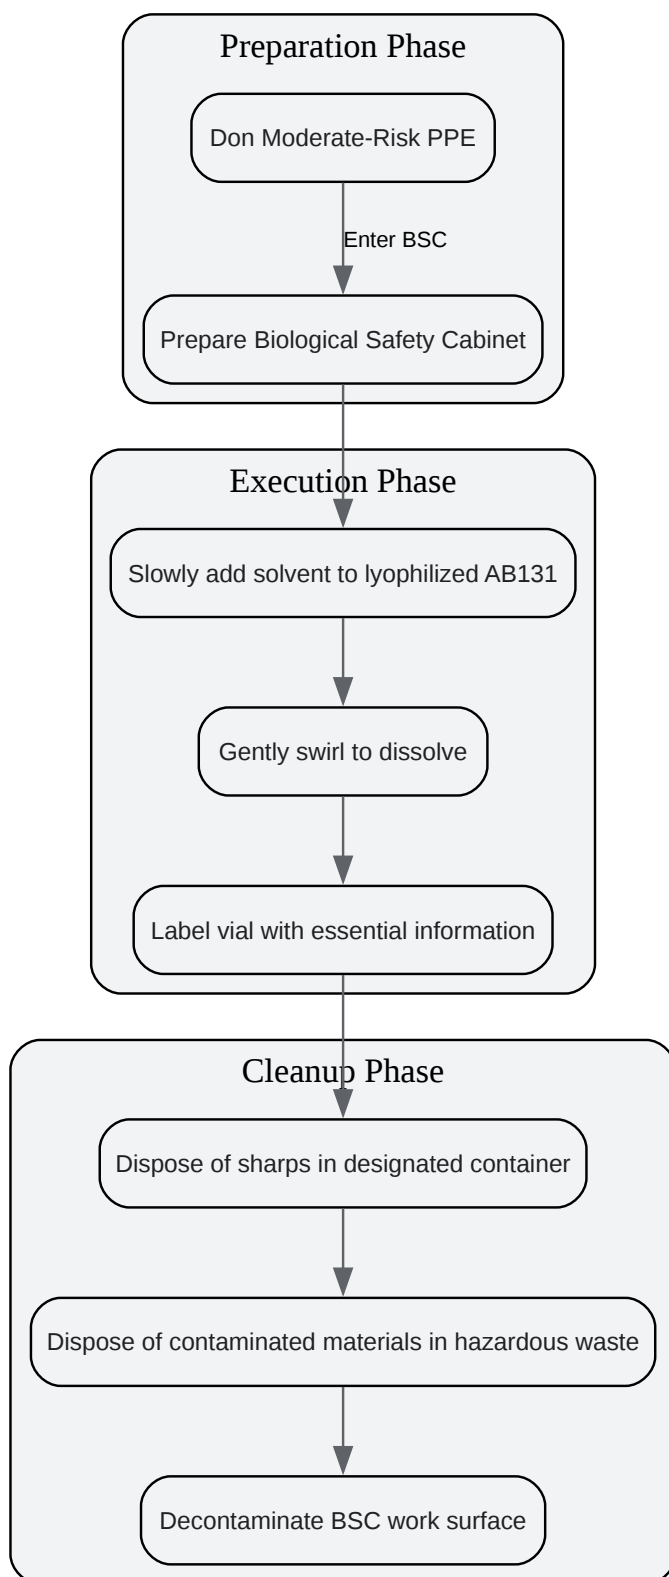 Preparation Phase
Don Moderate-Risk PPE
Enter BSC
Prepare Biological Safety Cabinet
Execution Phase
Slowly add solvent to lyophilized AB131
Gently swirl to dissolve
Label vial with essential information
Cleanup Phase
Dispose of sharps in designated container
Dispose of contaminated materials in hazardous waste
Decontaminate BSC work surface